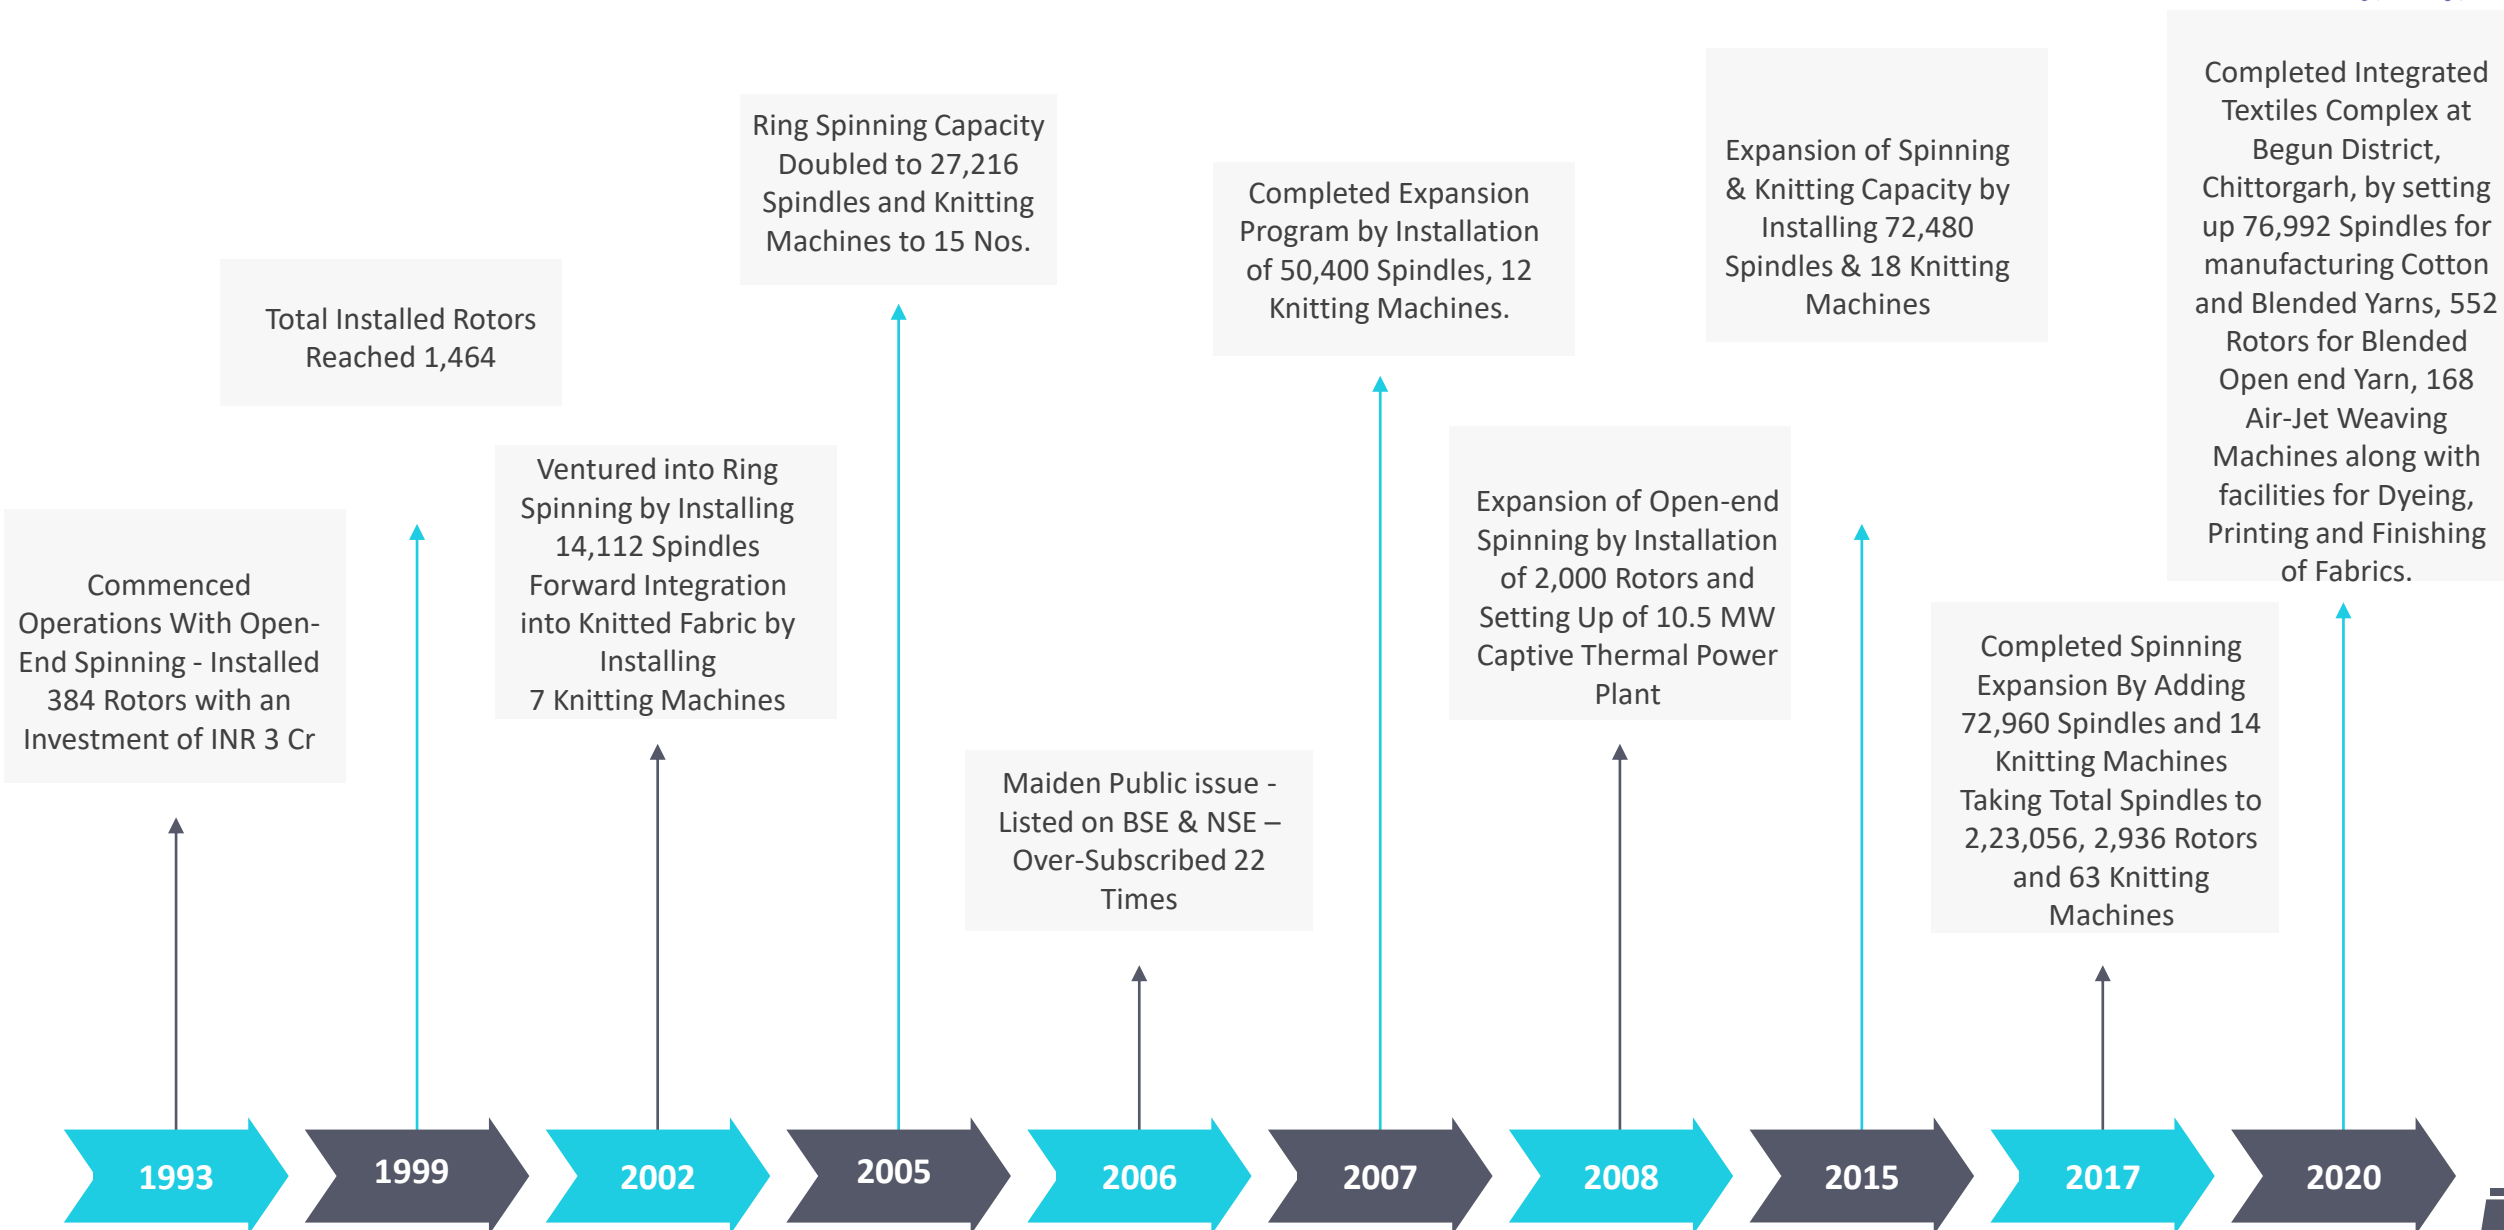 Commenced
Operations With Open-
End Spinning - Installed
384 Rotors with an
Investment of INR 3 Cr
Total Installed Rotors
Reached 1,464
Ventured into Ring
Spinning by Installing
14,112 Spindles
Forward Integration
into Knitted Fabric by
Installing
7 Knitting Machines
Ring Spinning Capacity
Doubled to 27,216
Spindles and Knitting
Machines to 15 Nos.
Maiden Public issue -
Listed on BSE & NSE –
Over-Subscribed 22
Times
Completed Expansion
Program by Installation
of 50,400 Spindles, 12
Knitting Machines.
Expansion of Open-end
Spinning by Installation
of 2,000 Rotors and
Setting Up of 10.5 MW
Captive Thermal Power
Plant
Expansion of Spinning
& Knitting Capacity by
Installing 72,480
Spindles & 18 Knitting
Machines
Completed Spinning
Expansion By Adding
72,960 Spindles and 14
Knitting Machines
Taking Total Spindles to
2,23,056, 2,936 Rotors
and 63 Knitting
Machines
Completed Integrated
Textiles Complex at
Begun District,
Chittorgarh, by setting
up 76,992 Spindles for
manufacturing Cotton
and Blended Yarns, 552
Rotors for Blended
Open end Yarn, 168
Air-Jet Weaving
Machines along with
facilities for Dyeing,
Printing and Finishing
of Fabrics.
1993
1999
2002
2005
2006
2007
2008
2015
2017
2020